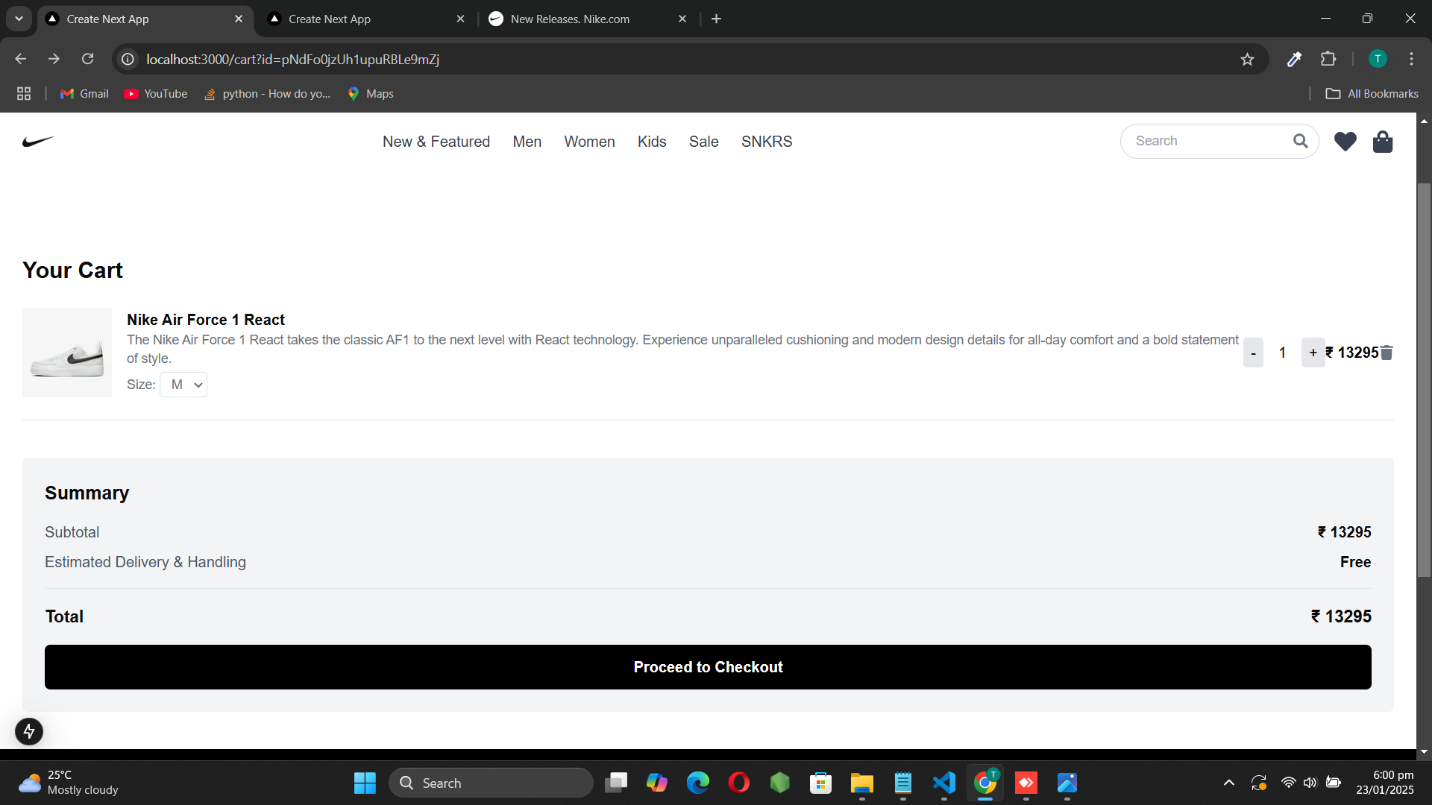 Create Next App
Create Next App
New Releases. Nike.com
localhost:3000/cart?id=pNdFo0jzUh1upuRBLe9mZj
T
Gmail
YouTube
python - How do yo...
Maps
All Bookmarks
New & Featured
Men
Women
Kids
Sale
SNKRS
Search
Your Cart
Nike Air Force 1 React
The Nike Air Force 1 React takes the classic AF1 to the next level with React technology. Experience unparalleled cushioning and modern design details for all-day comfort and a bold statement
of style.
Size: M
- 1 + ₹ 13295
Summary
Subtotal ₹ 13295
Estimated Delivery & Handling Free
Total ₹ 13295
Proceed to Checkout
25°C
Mostly cloudy
Search
T
6:00 pm
23/01/2025